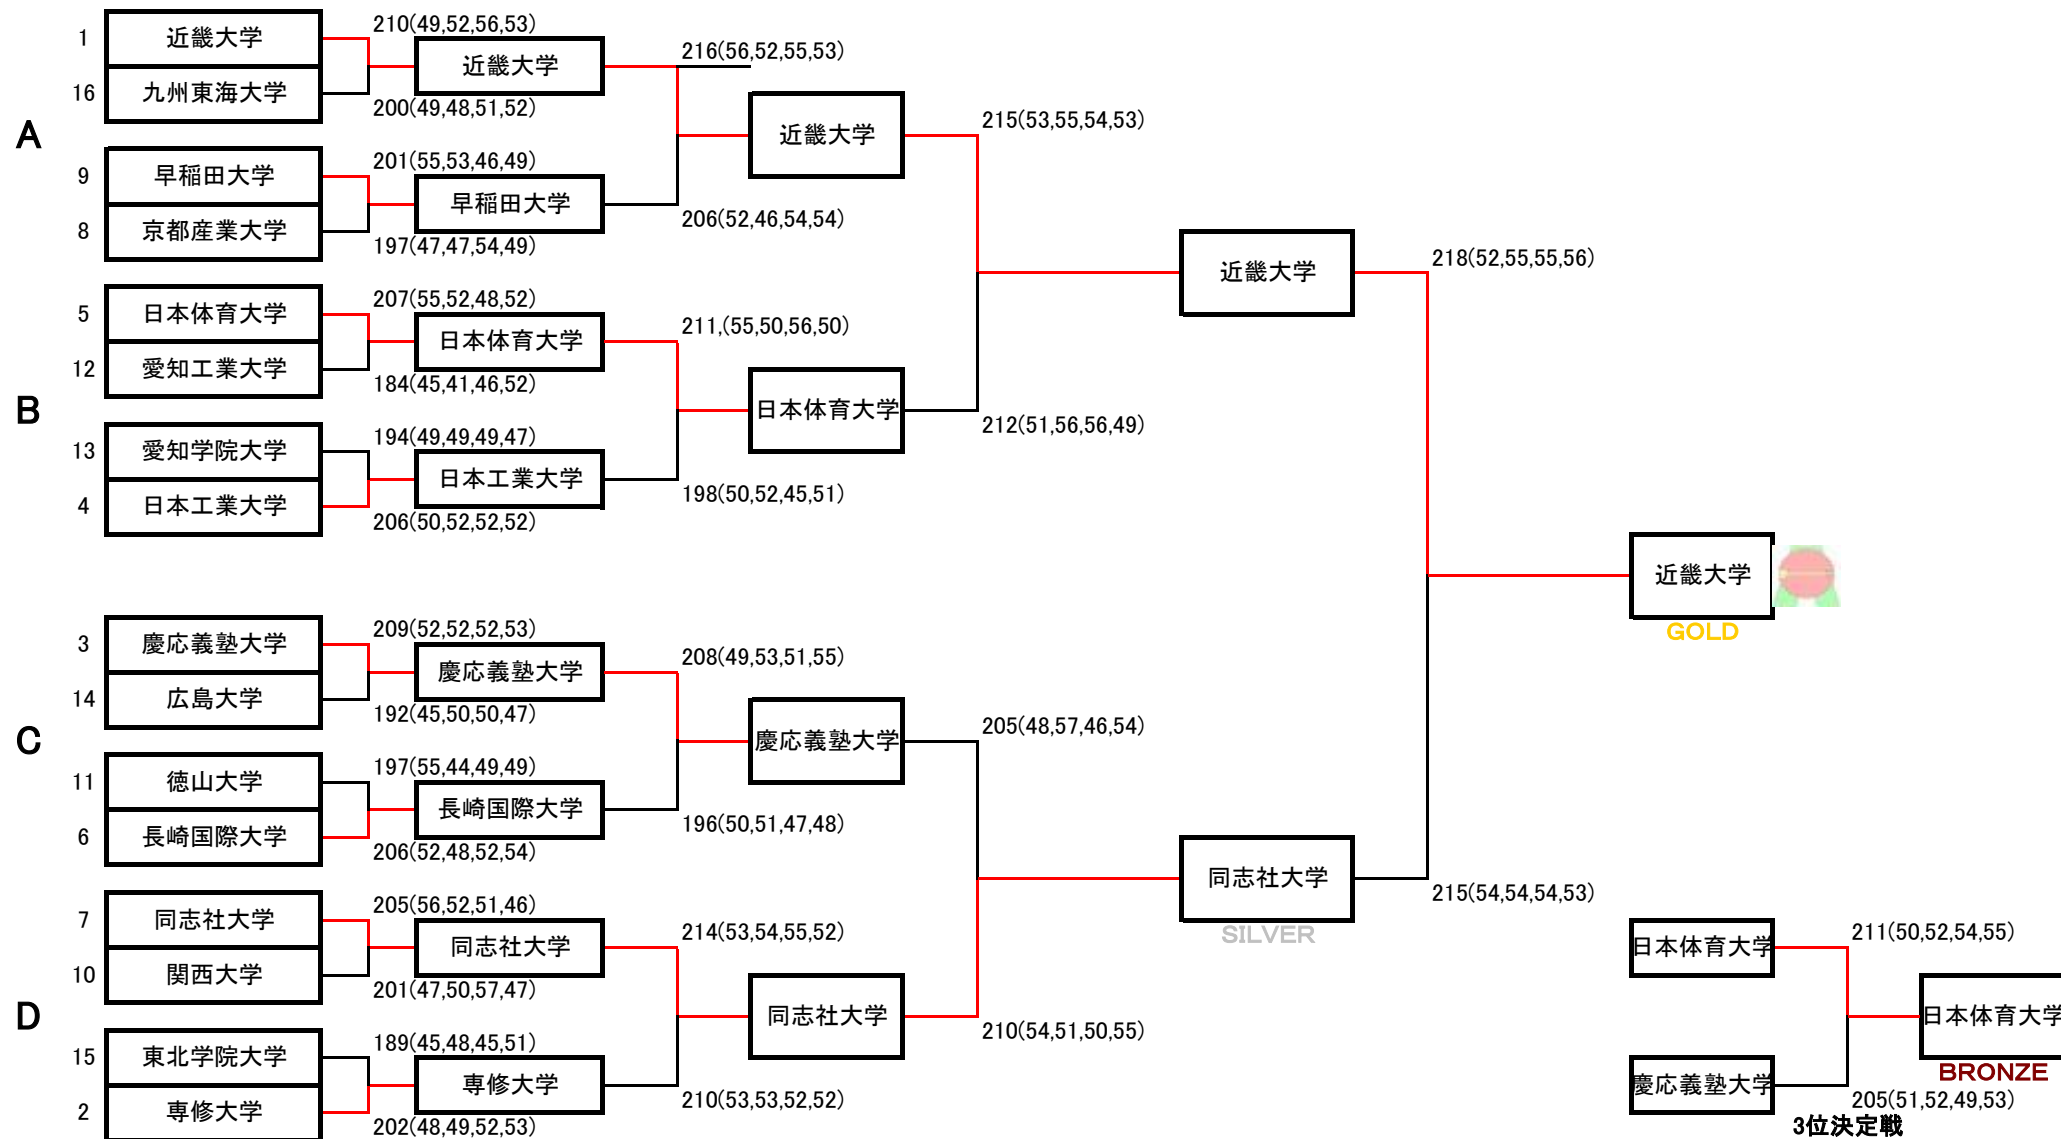 A
1 近畿大学
16 九州東海大学
210(49,52,56,53)
近畿大学
200(49,48,51,52)
9 早稲田大学
8 京都産業大学
201(55,53,46,49)
早稲田大学
197(47,47,54,49)
216(56,52,55,53)
近畿大学
206(52,46,54,54)
B
5 日本体育大学
12 愛知工業大学
207(55,52,48,52)
日本体育大学
184(45,41,46,52)
13 愛知学院大学
4 日本工業大学
194(49,49,49,47)
日本工業大学
206(50,52,52,52)
211,(55,50,56,50)
日本体育大学
198(50,52,45,51)
215(53,55,54,53)
近畿大学
212(51,56,56,49)
C
3 慶応義塾大学
14 広島大学
209(52,52,52,53)
慶応義塾大学
192(45,50,50,47)
11 徳山大学
6 長崎国際大学
197(55,44,49,49)
長崎国際大学
206(52,48,52,54)
208(49,53,51,55)
慶応義塾大学
196(50,51,47,48)
D
7 同志社大学
10 関西大学
205(56,52,51,46)
同志社大学
201(47,50,57,47)
15 東北学院大学
2 専修大学
189(45,48,45,51)
専修大学
202(48,49,52,53)
214(53,54,55,52)
同志社大学
210(53,53,52,52)
205(48,57,46,54)
同志社大学
SILVER
210(54,51,50,55)
218(52,55,55,56)
近畿大学
GOLD
215(54,54,54,53)
日本体育大学
211(50,52,54,55)
日本体育大学
BRONZE
慶応義塾大学
205(51,52,49,53)
3位決定戦